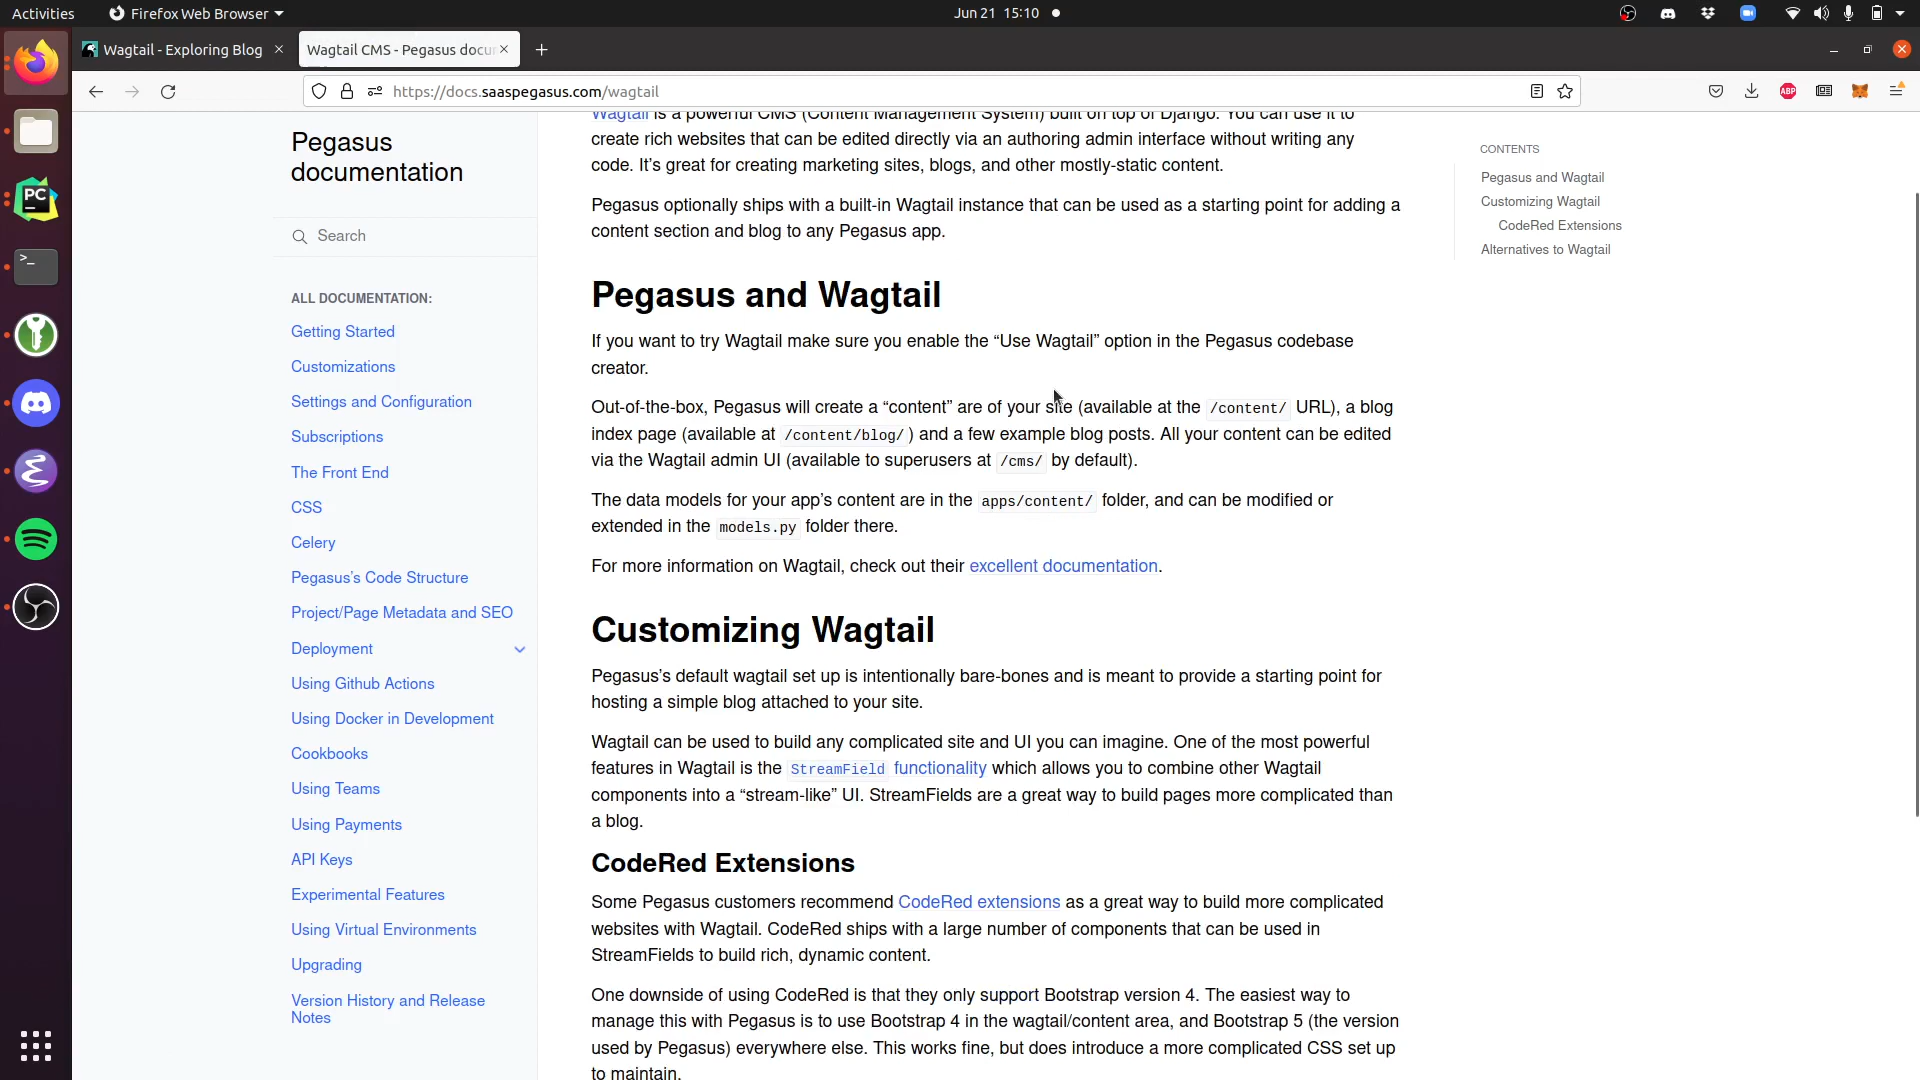 Activities
Firefox Web Browser
Jun 21 15:10
Wagtail - Exploring Blog
Wagtail CMS - Pegasus docu
https://docs.saaspegasus.com/wagtail
ABP
PC
>_
Pegasus
documentation
Search
ALL DOCUMENTATION:
Getting Started
Customizations
Settings and Configuration
Subscriptions
The Front End
CSS
Celery
Pegasus’s Code Structure
Project/Page Metadata and SEO
Deployment
Using Github Actions
Using Docker in Development
Cookbooks
Using Teams
Using Payments
API Keys
Experimental Features
Using Virtual Environments
Upgrading
Version History and Release
Notes
Wagtail is a powerful CMS (Content Management System) built on top of Django. You can use it to
create rich websites that can be edited directly via an authoring admin interface without writing any
code. It’s great for creating marketing sites, blogs, and other mostly-static content.
Pegasus optionally ships with a built-in Wagtail instance that can be used as a starting point for adding a
content section and blog to any Pegasus app.
Pegasus and Wagtail
If you want to try Wagtail make sure you enable the “Use Wagtail” option in the Pegasus codebase
creator.
Out-of-the-box, Pegasus will create a “content” are of your site (available at the /content/ URL), a blog
index page (available at /content/blog/ ) and a few example blog posts. All your content can be edited
via the Wagtail admin UI (available to superusers at /cms/ by default).
The data models for your app’s content are in the apps/content/ folder, and can be modified or
extended in the models.py folder there.
For more information on Wagtail, check out their excellent documentation.
Customizing Wagtail
Pegasus’s default wagtail set up is intentionally bare-bones and is meant to provide a starting point for
hosting a simple blog attached to your site.
Wagtail can be used to build any complicated site and UI you can imagine. One of the most powerful
features in Wagtail is the StreamField functionality which allows you to combine other Wagtail
components into a “stream-like” UI. StreamFields are a great way to build pages more complicated than
a blog.
CodeRed Extensions
Some Pegasus customers recommend CodeRed extensions as a great way to build more complicated
websites with Wagtail. CodeRed ships with a large number of components that can be used in
StreamFields to build rich, dynamic content.
One downside of using CodeRed is that they only support Bootstrap version 4. The easiest way to
manage this with Pegasus is to use Bootstrap 4 in the wagtail/content area, and Bootstrap 5 (the version
used by Pegasus) everywhere else. This works fine, but does introduce a more complicated CSS set up
to maintain.
CONTENTS
Pegasus and Wagtail
Customizing Wagtail
CodeRed Extensions
Alternatives to Wagtail